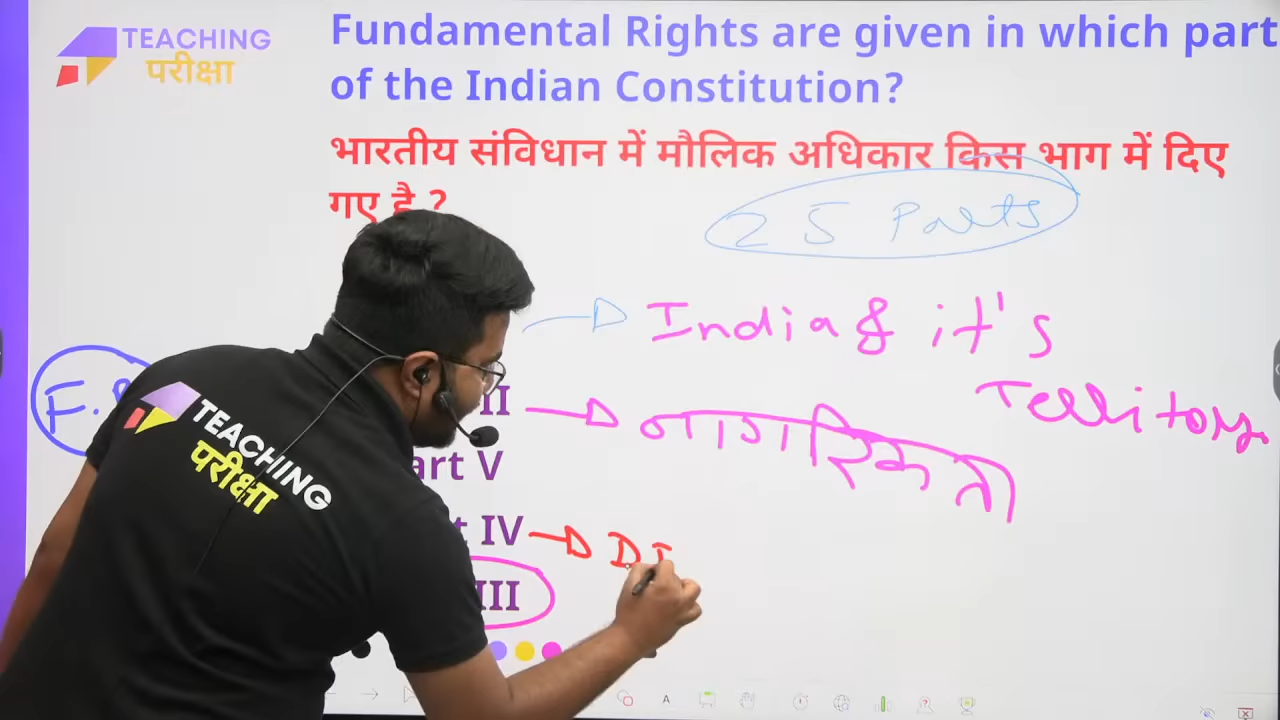 TEACHING
परीक्षा
Fundamental Rights are given in which part
of the Indian Constitution?
भारतीय संविधान में मौलिक अधिकार किस भाग में दिए
गए है ?
25 Parts
India & it's
Territory
F.
II
नागरिकता
art V
IV
D
III
TEACHING
परीक्षा